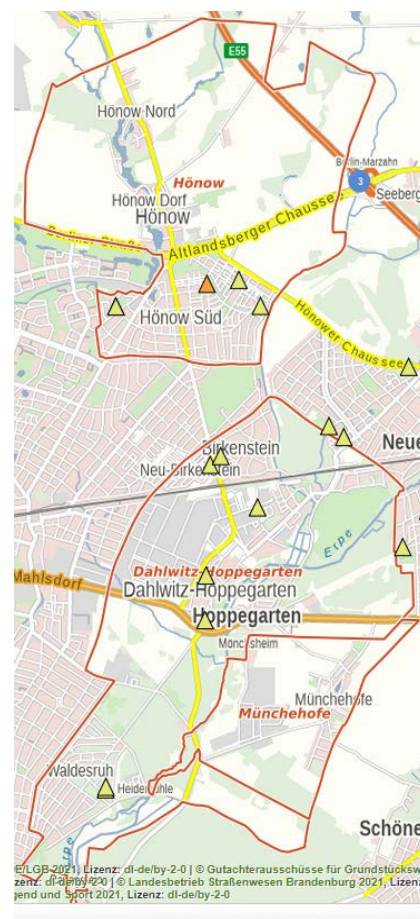 E55
Hönow Nord
Berlin-Marzahn
Hönow
3
Seeberg
Hönow Dorf
Hönow
Altlandsberger Chaussee
Hönow Süd
Hönower Chaussee
Birkenstein
Neu-Birkenstein
Neue
Erpe
Mahlsdorf
Dahlwitz-Hoppegarten
Dahlwitz-Hoppegarten
Hoppegarten
Mönchsheim
Münchehofe
Münchehofe
Waldesruh
Heidemühle
Schöne
E/LGB 2021, Lizenz: dl-de/by-2-0 | © Gutachterausschüsse für Grundstücksw
zenz: dl-de/by-2-0 | © Landesbetrieb Straßenwesen Brandenburg 2021, Lizen
gend und Sport 2021, Lizenz: dl-de/by-2-0